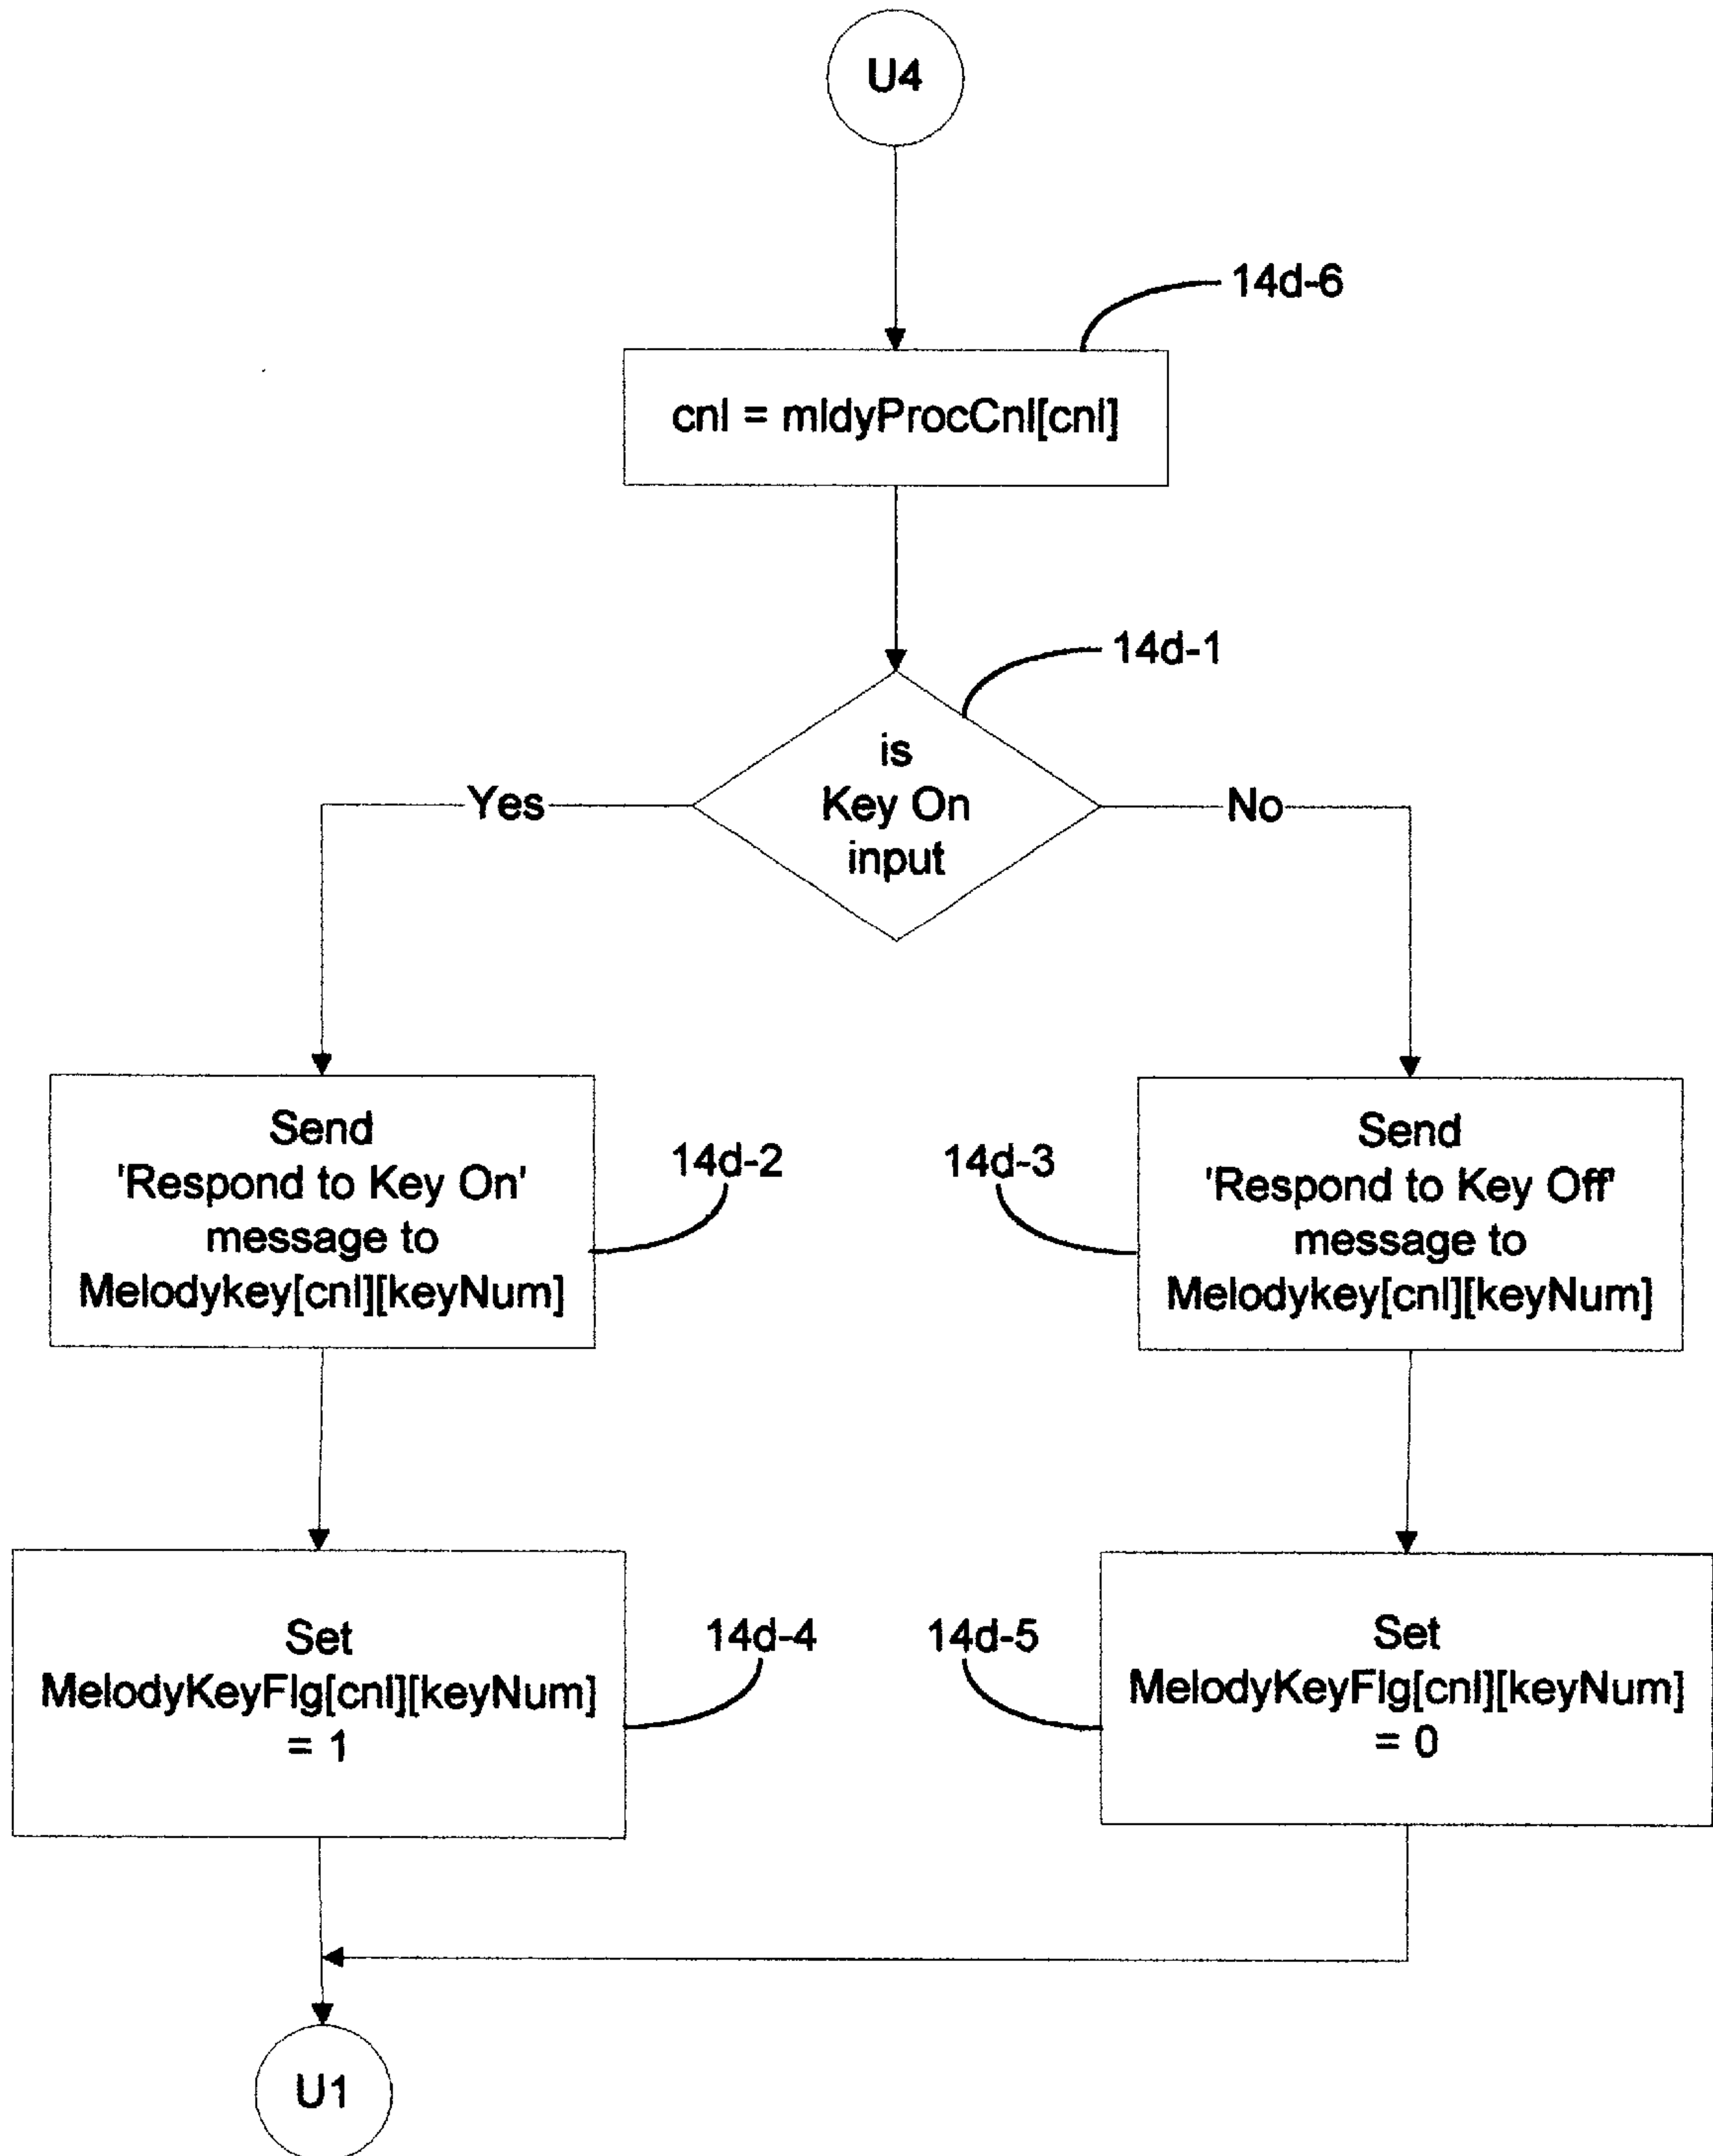 U4
14d-6
cnl = mldyProcCnl[cnl]
14d-1
is
Key On
input
Yes
No
Send
'Respond to Key On'
message to
Melodykey[cnl][keyNum]
14d-2
14d-3
Send
'Respond to Key Off'
message to
Melodykey[cnl][keyNum]
Set
MelodyKeyFlg[cnl][keyNum]
= 1
14d-4
14d-5
Set
MelodyKeyFlg[cnl][keyNum]
= 0
U1